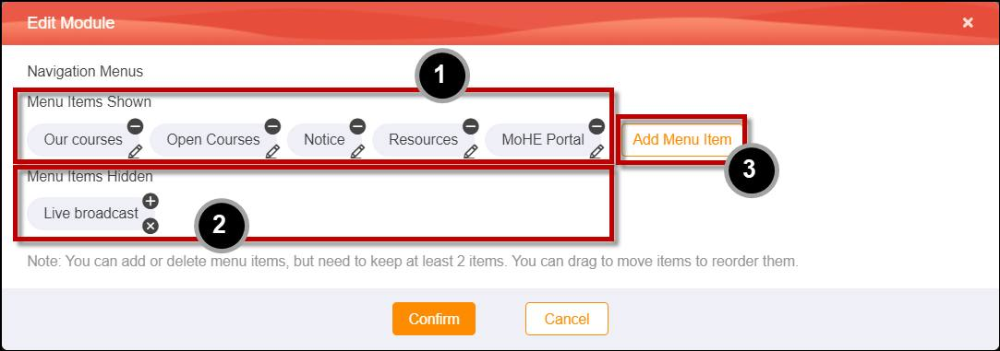 Edit Module
Navigation Menus
1
Menu Items Shown
Our courses Open Courses Notice Resources MoHE Portal Add Menu Item
3
Menu Items Hidden
Live broadcast
2
Note: You can add or delete menu items, but need to keep at least 2 items. You can drag to move items to reorder them.
Confirm Cancel